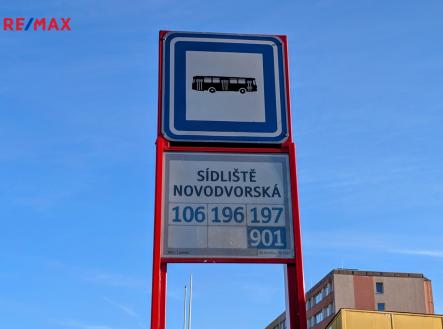 RE/MAX
SÍDLIŠTĚ
NOVODVORSKÁ
106 196 197
901